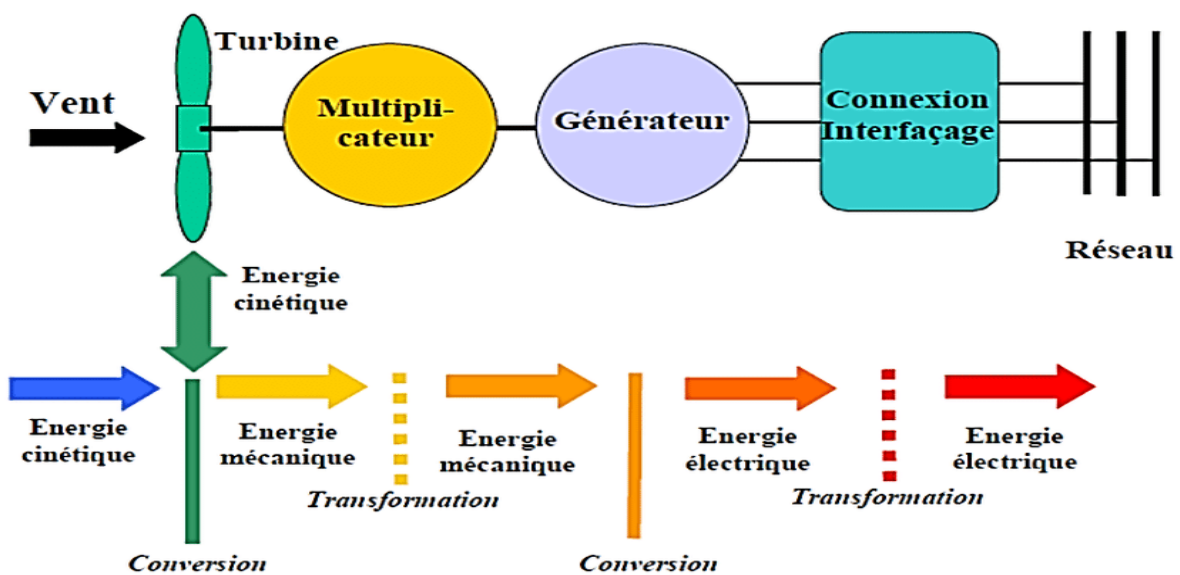 Turbine
Vent
Multipli-
cateur
Générateur
Connexion
Interfaçage
Réseau
Energie
cinétique
Energie
cinétique
Energie
mécanique
Energie
mécanique
Energie
électrique
Energie
électrique
Transformation
Transformation
Conversion
Conversion